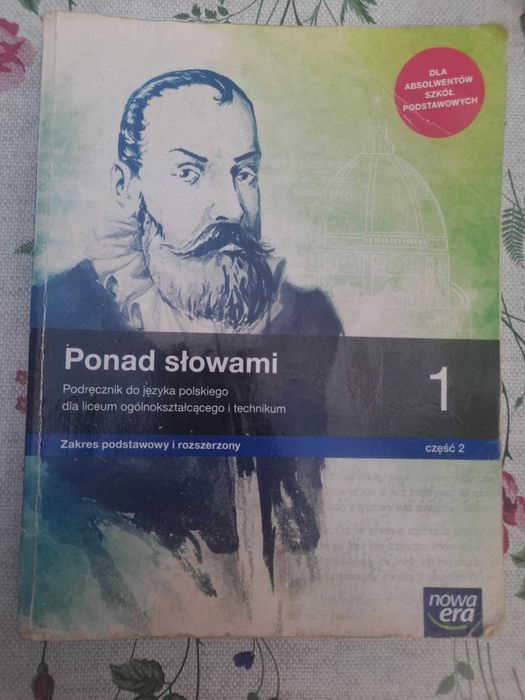 DLA
ABSOLWENTÓW
SZKÓŁ
PODSTAWOWYCH
Ponad słowami
Podręcznik do języka polskiego
dla liceum ogólnokształcącego i technikum
1
Zakres podstawowy i rozszerzony
część 2
nowa
era